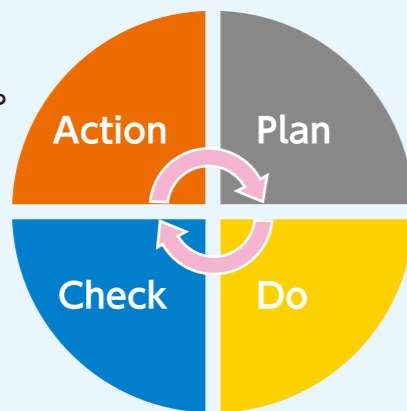 。
Action
Plan
Check
Do